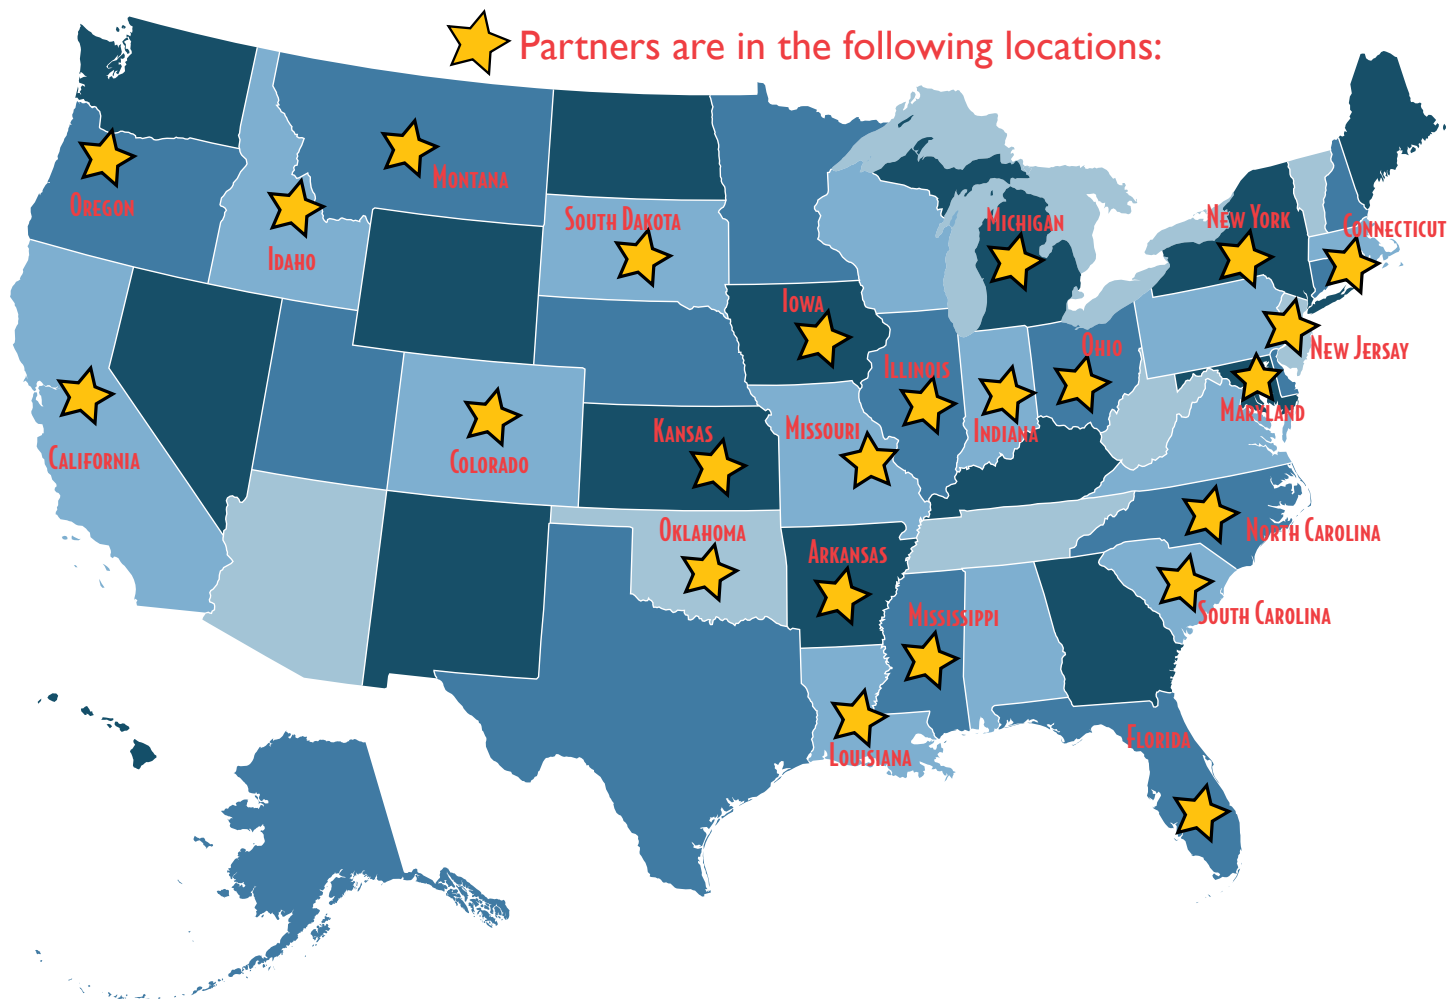 Partners are in the following locations:
Montana
Oregon
South Dakota
Michigan
New York
Connecticut
Idaho
Iowa
Ohio
New Jersay
Illinois
Maryland
California
Colorado
Kansas
Missouri
Indiana
Oklahoma
Arkansas
North Carolina
Mississippi
South Carolina
Louisiana
Florida